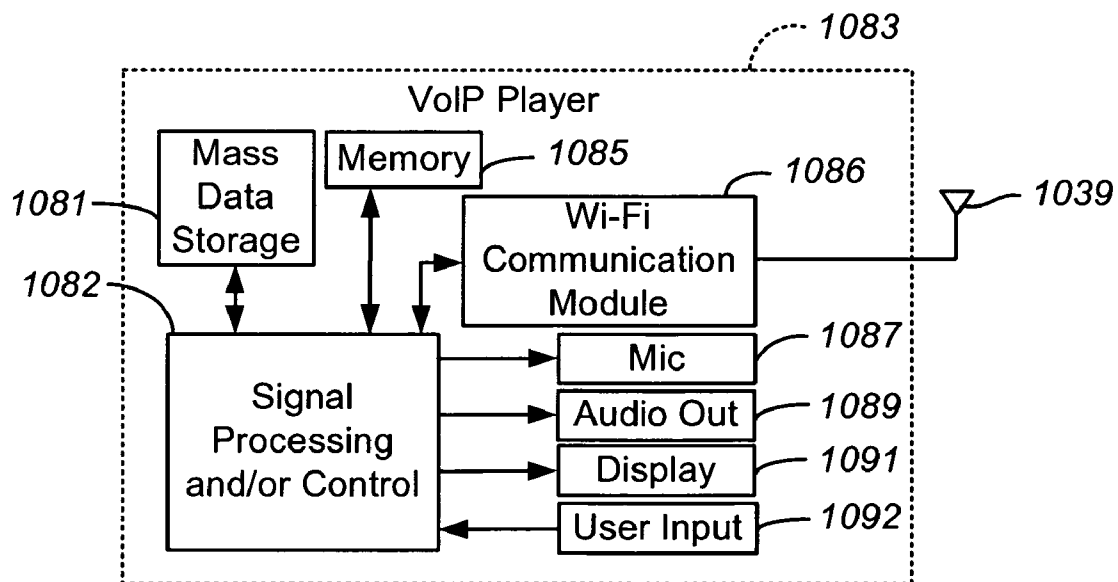 1083
VoIP Player
Mass
Data
Storage
Memory
1085
1086
1081
1039
Wi-Fi
Communication
Module
1082
1087
Mic
Signal
Processing
and/or Control
Audio Out
1089
Display
1091
User Input
1092